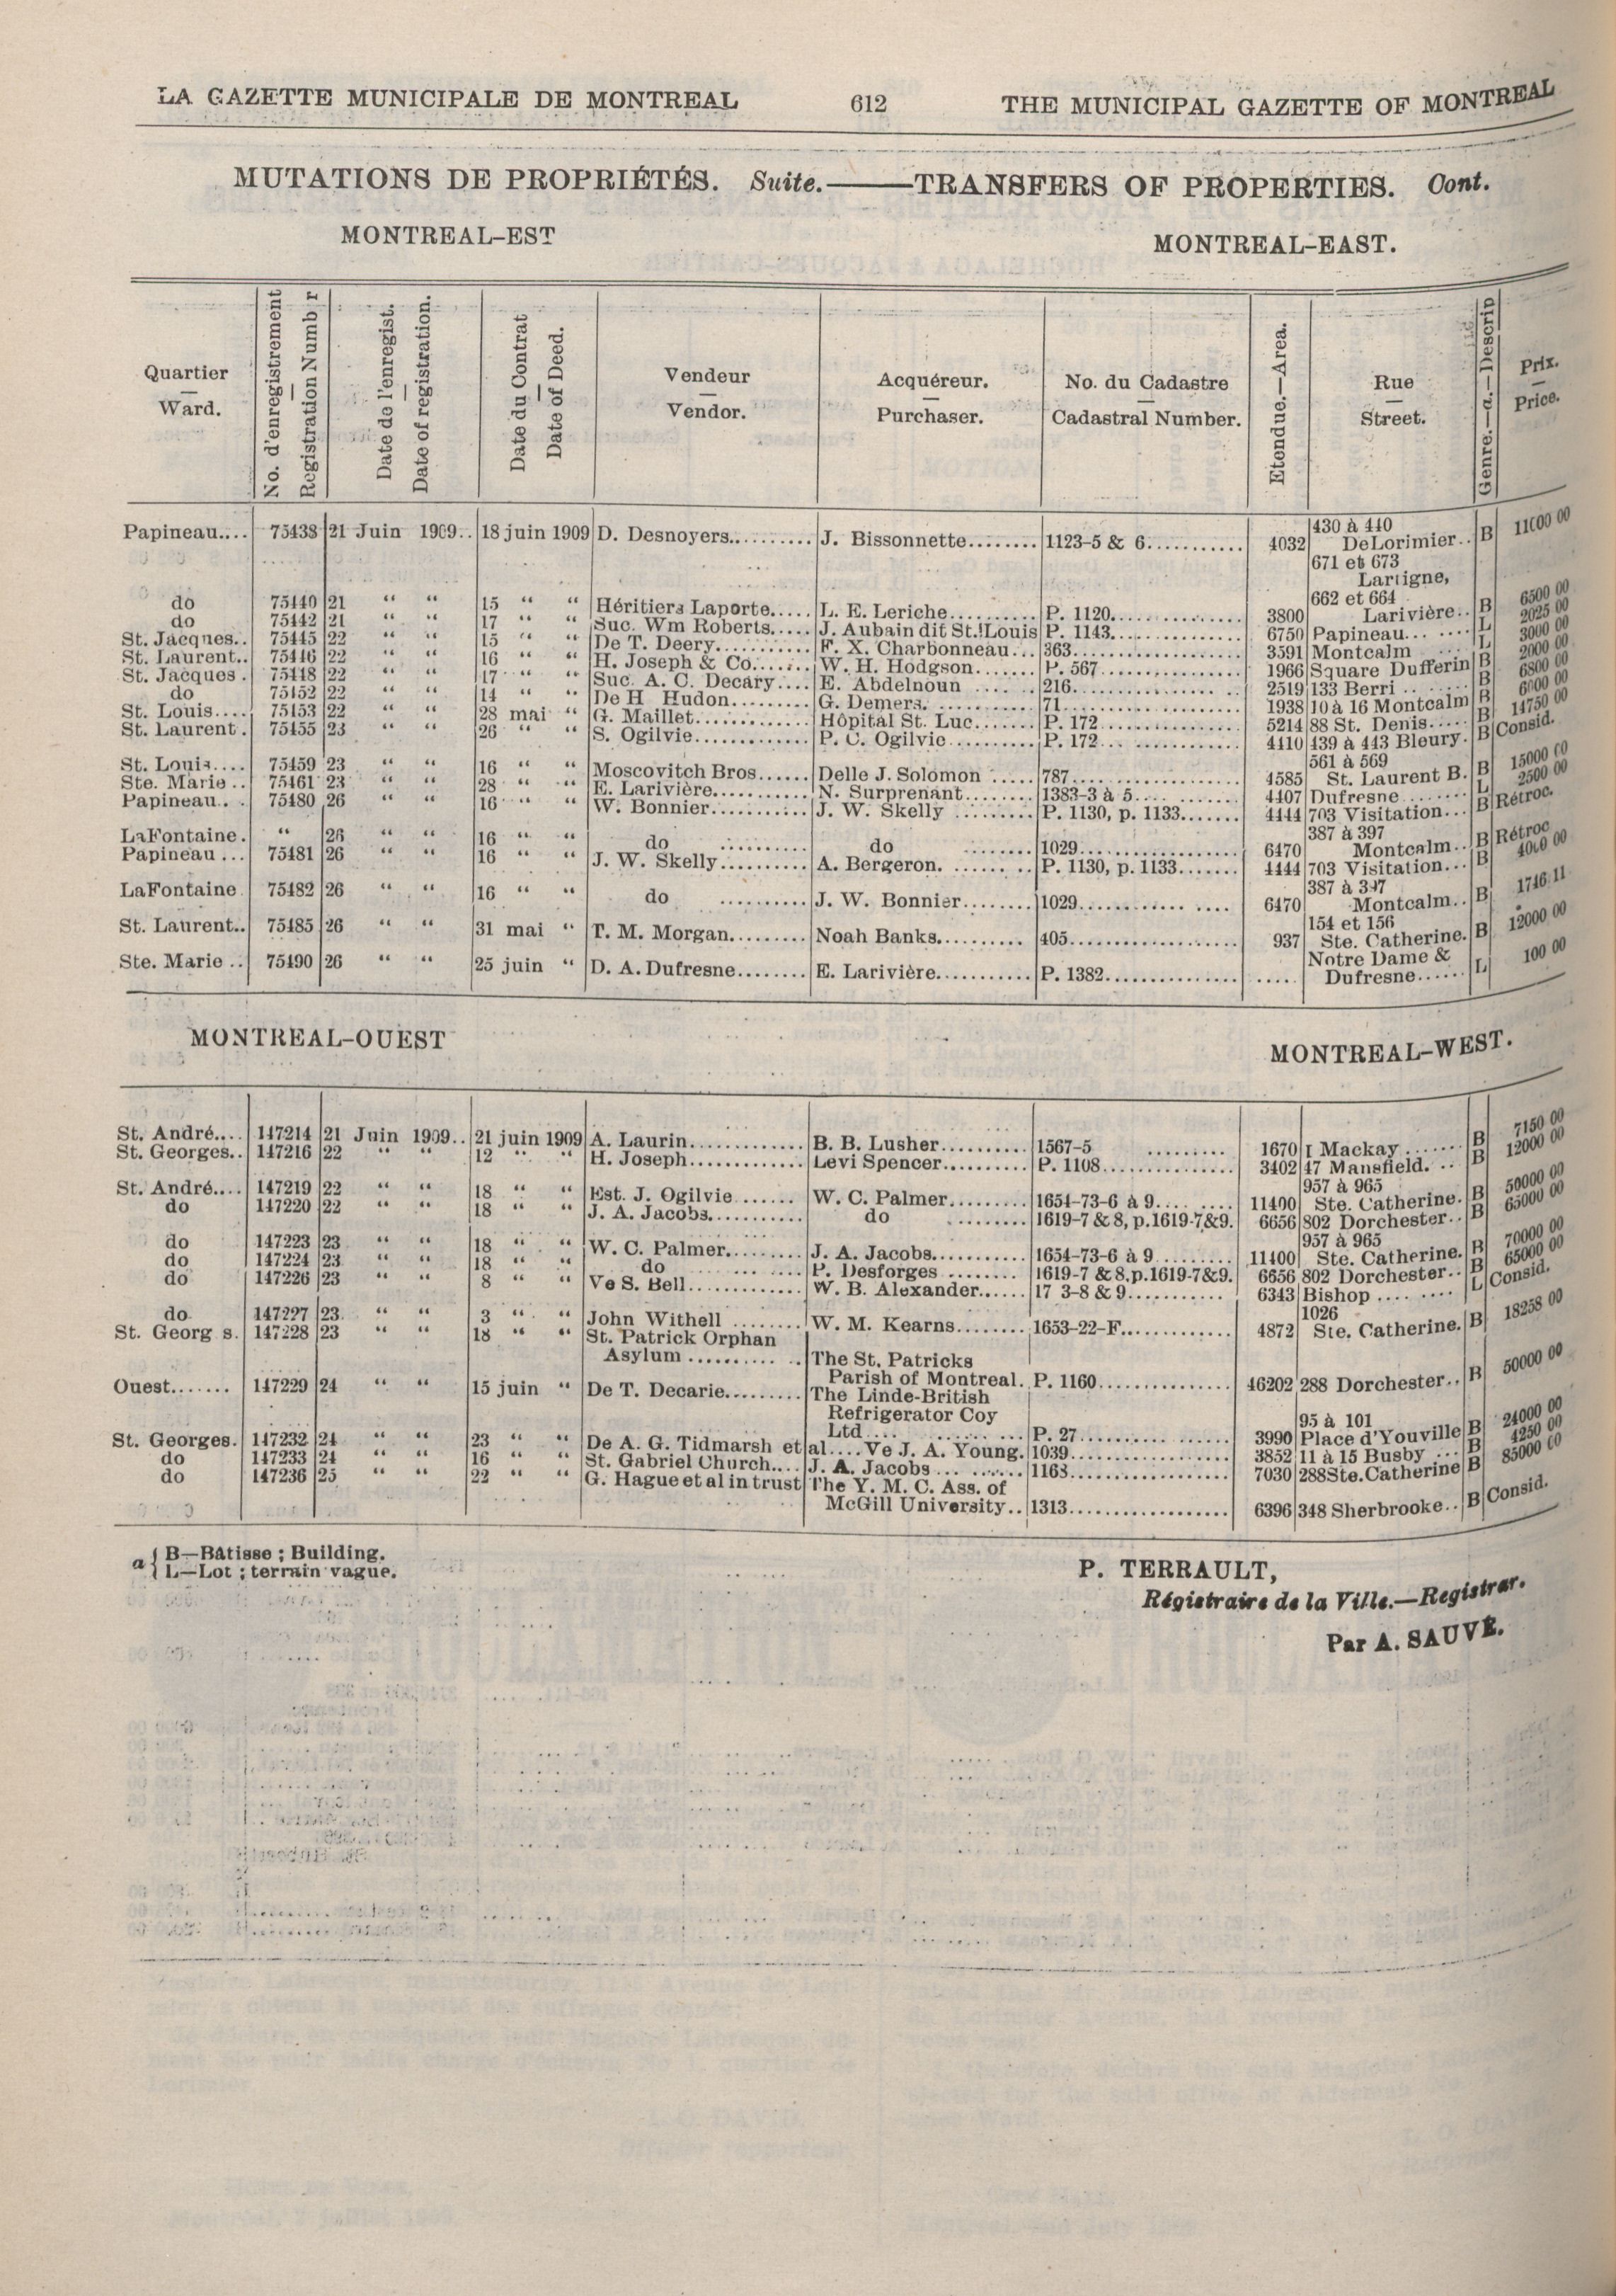 LA GAZETTE MUNICIPALE DE MONTREAL 612 THE MUNICIPAL GAZETTE OF MONTREAL
MUTATIONS DE PROPRIÉTÉS. Suite.——TRANSFERS OF PROPERTIES. Cont.
MONTREAL-EST MONTREAL-EAST.
Quartier — Ward. No. d'enregistrement — Registration Numb r Date de l'enregist. — Date of registration. Date du Contrat — Date of Deed. Vendeur — Vendor. Acquéreur. — Purchaser. No. du Cadastre — Cadastral Number. Etendue.—Area. Rue — Street. Genre.—a.—Descrip Prix. — Price.
430 à 440
Papineau.... 75438 21 Juin 1909.. 18 juin 1909 D. Desnoyers.......... J. Bissonnette........ 1123-5 & 6........... 4032 DeLorimier.. B 11000 00
671 et 673
Lartigne,
662 et 664
do 75440 21 “ “ 15 “ “ Héritiers Laporte..... L. E. Leriche.......... P. 1120............. 3800 Larivière.. B 6500 00
do 75442 21 “ “ 17 “ “ Suc. Wm Roberts..... J. Aubain dit St. Louis P. 1143............. 6750 Papineau... .... L 2025 00
St. Jacques.. 75445 22 “ “ 15 “ “ De T. Deery........... F. X. Charbonneau... 363................. 3591 Montcalm ... L 3000 00
St. Laurent.. 75446 22 “ “ 16 “ “ H. Joseph & Co....... W. H. Hodgson....... P. 567.............. 1966 Square Dufferin B 2000 00
St. Jacques . 75448 22 “ “ 17 “ “ Suc. A. C. Decary.... E. Abdelnoun ..... 216................. 2519 133 Berri .. ..... B 6800 00
do 75452 22 “ “ 14 “ “ De H Hudon......... G. Demers. .......... 71.................. 1938 10 à 16 Montcalm B 6000 00
St. Louis.... 75453 22 “ “ 28 mai “ G. Maillet............. Hôpital St. Luc....... P. 172.............. 5214 88 St. Denis..... B 14750 00
St. Laurent . 75455 23 “ “ 26 “ “ S. Ogilvie............. P. C. Ogilvie.......... P. 172... .......... 4110 439 à 443 Bleury. B Consid.
561 à 569
St. Louis.... 75459 23 “ “ 16 “ “ Moscovitch Bros...... Delle J. Solomon ..... 787................. 4585 St. Laurent B. B 15000 00
Ste. Marie .. 75461 23 “ “ 28 “ “ E. Larivière........... N. Surprenant........ 1383-3 à 5.... ....... 4407 Dufresne ....... L 2500 00
Papineau.. . 75480 26 “ “ 16 “ “ W. Bonnier........... J. W. Skelly ......... P. 1130, p. 1133....... 4444 703 Visitation... B Rétroc.
387 à 397
LaFontaine. “ 26 “ “ 16 “ “ do .......... do ........ 1029.................. 6470 Montcalm.. B Rétroc
Papineau ... 75481 26 “ “ 16 “ “ J. W. Skelly.......... A. Bergeron. ...... .. P. 1130, p. 1133....... 4444 703 Visitation... B 4000 00
387 à 397
LaFontaine 75482 26 “ “ 16 “ “ do .......... J. W. Bonnier........ 1029............. .... 6470 Montcalm.. B 1746 11
154 et 156
St. Laurent.. 75485 26 “ “ 31 mai “ T. M. Morgan......... Noah Banks.......... 405................... 937 Ste. Catherine. B 12000 00
Notre Dame &
Ste. Marie .. 75490 26 “ “ 25 juin “ D. A. Dufresne........ E. Larivière........... P. 1382............... ..... Dufresne...... L 100 00
MONTREAL-OUEST MONTREAL-WEST.
St. André.... 147214 21 Juin 1909.. 21 juin 1909 A. Laurin............. B. B. Lusher.......... 1567-5 ......... 1670 1 Mackay ....... B 7150 00
St. Georges.. 147216 22 “ “ 12 “ “ H. Joseph............. Levi Spencer.......... P. 1108............... 3402 47 Mansfield. .. B 12000 00
957 à 965
St. André.... 147219 22 “ “ 18 “ “ Est. J. Ogilvie ....... W. C. Palmer......... 1654-73-6 à 9.... .... 11400 Ste. Catherine. B 50000 00
do 147220 22 “ “ 18 “ “ J. A. Jacobs........... do ........ 1619-7 & 8, p.1619-7&9. 6656 802 Dorchester.. B 65000 00
957 à 965
do 147223 23 “ “ 18 “ “ W. C. Palmer......... J. A. Jacobs........... 1654-73-6 à 9......... 11400 Ste. Catherine. B 70000 00
do 147224 23 “ “ 18 “ “ do ... ... ... P. Desforges ........ 1619-7 & 8, p.1619-7&9. 6656 802 Dorchester.. B 65000 00
do 147226 23 “ “ 8 “ “ Ve S. Bell............. W. B. Alexander...... 17 3-8 & 9........... 6343 Bishop .... .... L Consid.
1026
do 147227 23 “ “ 3 “ “ John Withell ........ W. M. Kearns........ 1653-22-F............ 4872 Ste. Catherine. B 18258 00
St. Georg s. 147228 23 “ “ 18 “ “ St. Patrick Orphan
Asylum .......... .. The St. Patricks
Parish of Montreal. P. 1160............... 46202 288 Dorchester.. B 50000 00
Ouest....... 147229 24 “ “ 15 juin “ De T. Decarie......... The Linde-British
Refrigerator Coy 95 à 101
Ltd.... ....... ... P. 27................. 3990 Place d'Youville B 24000 00
St. Georges. 147232 24 “ “ 23 “ “ De A. G. Tidmarsh et al.... Ve J. A. Young. 1039.................. 3852 11 à 15 Busby ... B 4250 00
do 147233 24 “ “ 16 “ “ St. Gabriel Church.... J. A. Jacobs ... ....... 1163.................. 7030 288 Ste. Catherine B 85000 00
do 147236 25 “ “ 22 “ “ G. Hague et al in trust The Y. M. C. Ass. of
McGill University.. 1313.................. 6396 348 Sherbrooke.. B Consid.
a { B—Bâtisse ; Building.
L—Lot ; terrain vague.
P. TERRAULT,
Régistraire de la Ville.—Registrar.
Par A. SAUVÉ.